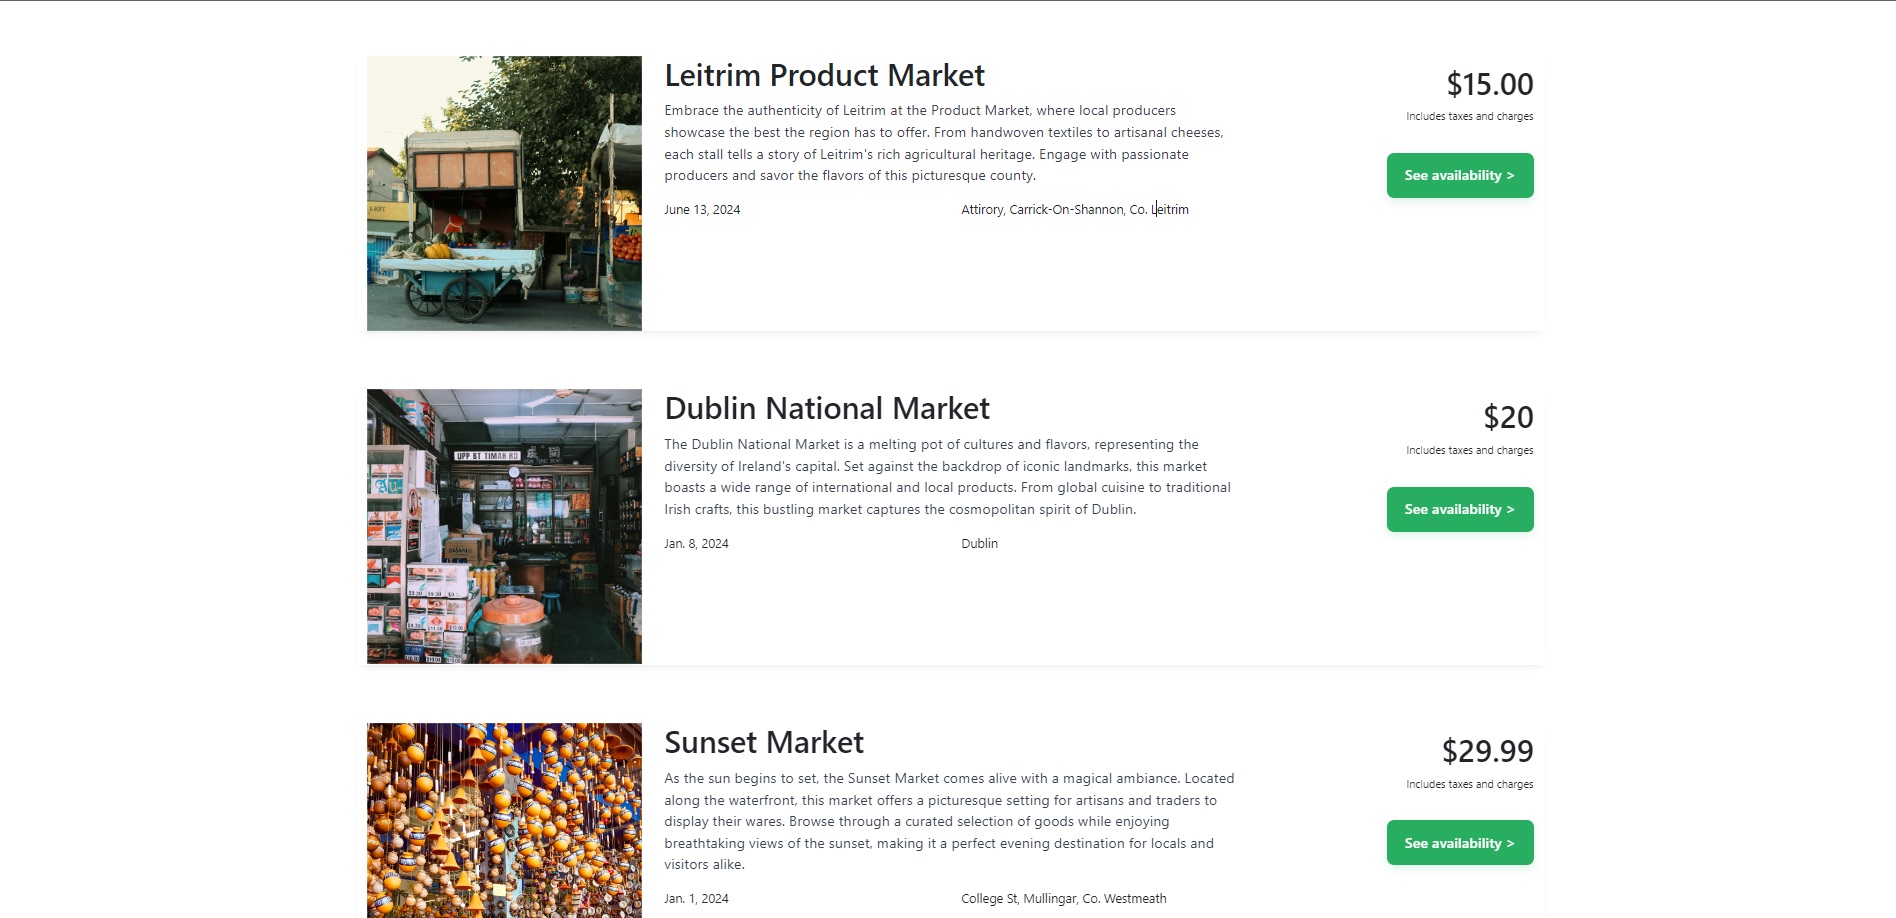 Leitrim Product Market
Embrace the authenticity of Leitrim at the Product Market, where local producers
showcase the best the region has to offer. From handwoven textiles to artisanal cheeses,
each stall tells a story of Leitrim's rich agricultural heritage. Engage with passionate
producers and savor the flavors of this picturesque county.
June 13, 2024
Attirory, Carrick-On-Shannon, Co. Leitrim
$15.00
Includes taxes and charges
See availability >
UPP BT TIMAH RD
Dublin National Market
The Dublin National Market is a melting pot of cultures and flavors, representing the
diversity of Ireland's capital. Set against the backdrop of iconic landmarks, this market
boasts a wide range of international and local products. From global cuisine to traditional
Irish crafts, this bustling market captures the cosmopolitan spirit of Dublin.
Jan. 8, 2024
Dublin
$20
Includes taxes and charges
See availability >
Sunset Market
As the sun begins to set, the Sunset Market comes alive with a magical ambiance. Located
along the waterfront, this market offers a picturesque setting for artisans and traders to
display their wares. Browse through a curated selection of goods while enjoying
breathtaking views of the sunset, making it a perfect evening destination for locals and
visitors alike.
Jan. 1, 2024
College St, Mullingar, Co. Westmeath
$29.99
Includes taxes and charges
See availability >